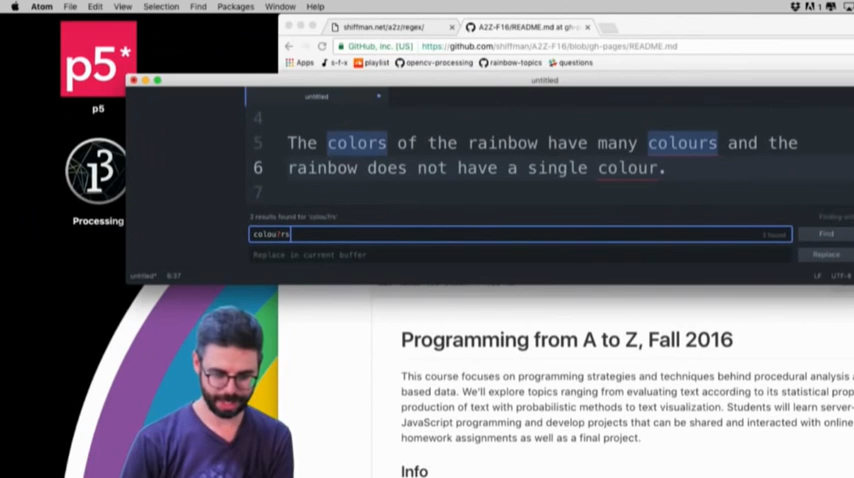 Atom File Edit View Selection Find Packages Window Help
shiffman.net/a2z/regex/
A2Z-F16/README.md at gh-p
GitHub, Inc. [US] https://github.com/shiffman/A2Z-F16/blob/gh-pages/README.md
Apps s-f-x playlist opencv-processing rainbow-topics questions
p5*
p5
Processing
untitled
untitled
4
5 The colors of the rainbow have many colours and the
6 rainbow does not have a single colour.
7
2 results found for 'colou?rs'
Finding with
colou?rs
2 found
Find
Replace in current buffer
Replace
untitled* 6:37
LF UTF-8
Programming from A to Z, Fall 2016
This course focuses on programming strategies and techniques behind procedural analysis a
based data. We'll explore topics ranging from evaluating text according to its statistical prop
production of text with probabilistic methods to text visualization. Students will learn server-
JavaScript programming and develop projects that can be shared and interacted with online
homework assignments as well as a final project.
Info